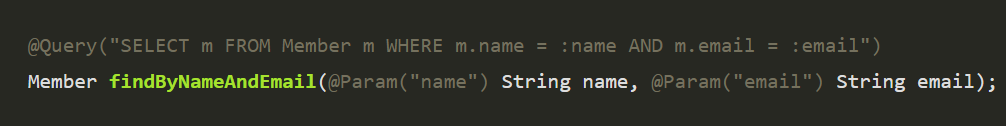 @Query("SELECT m FROM Member m WHERE m.name = :name AND m.email = :email")
Member findByNameAndEmail(@Param("name") String name, @Param("email") String email);